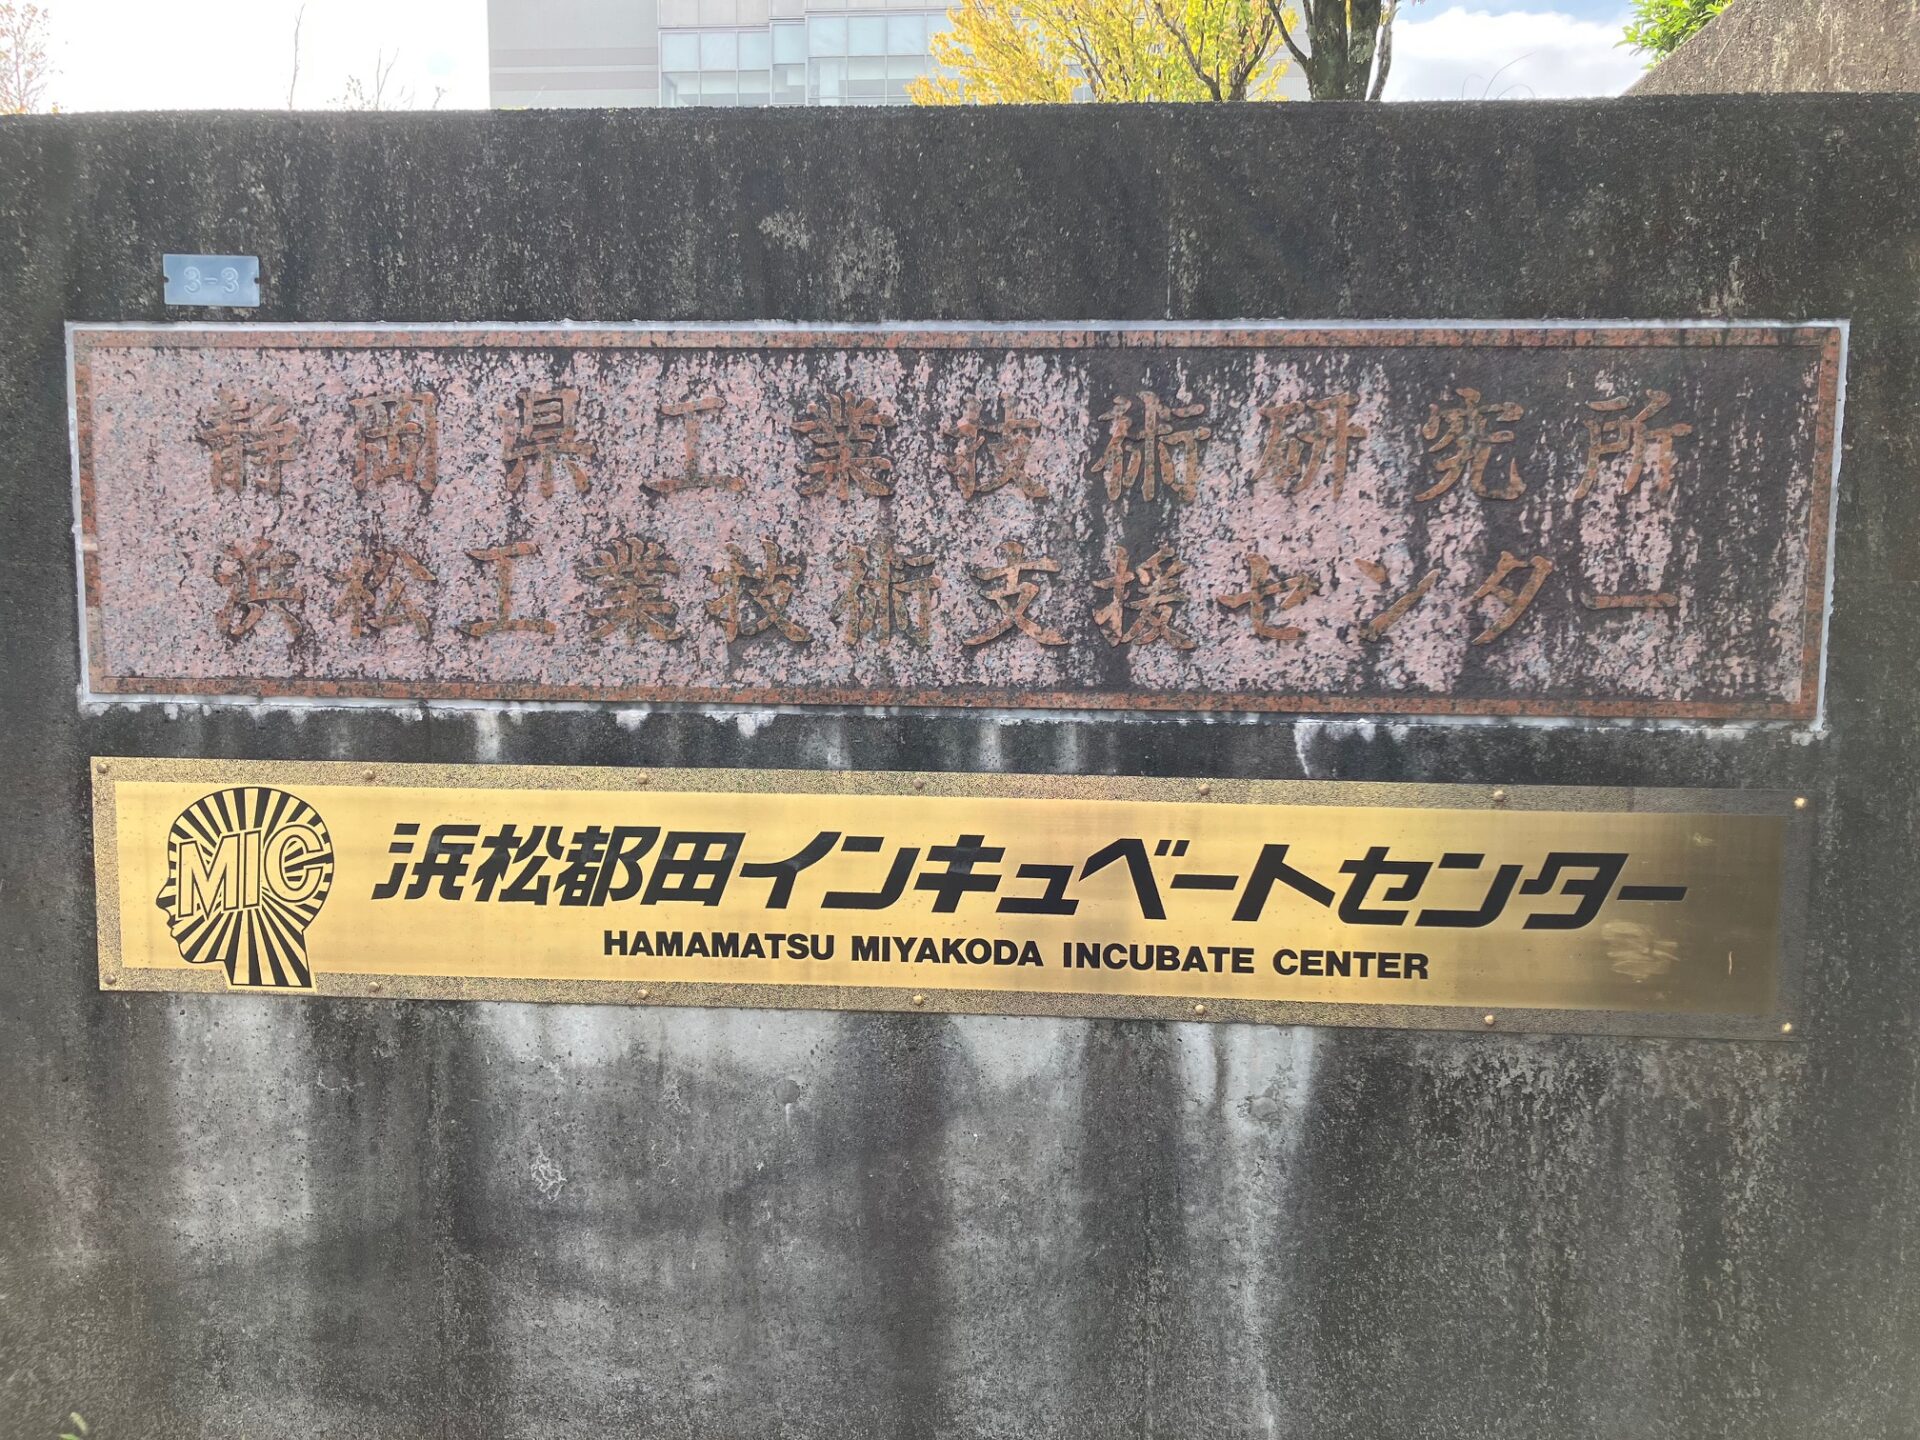 3-3
静岡県工業技術研究所
浜松工業技術支援センター
MIC
浜松都田インキュベートセンター
HAMAMATSU MIYAKODA INCUBATE CENTER